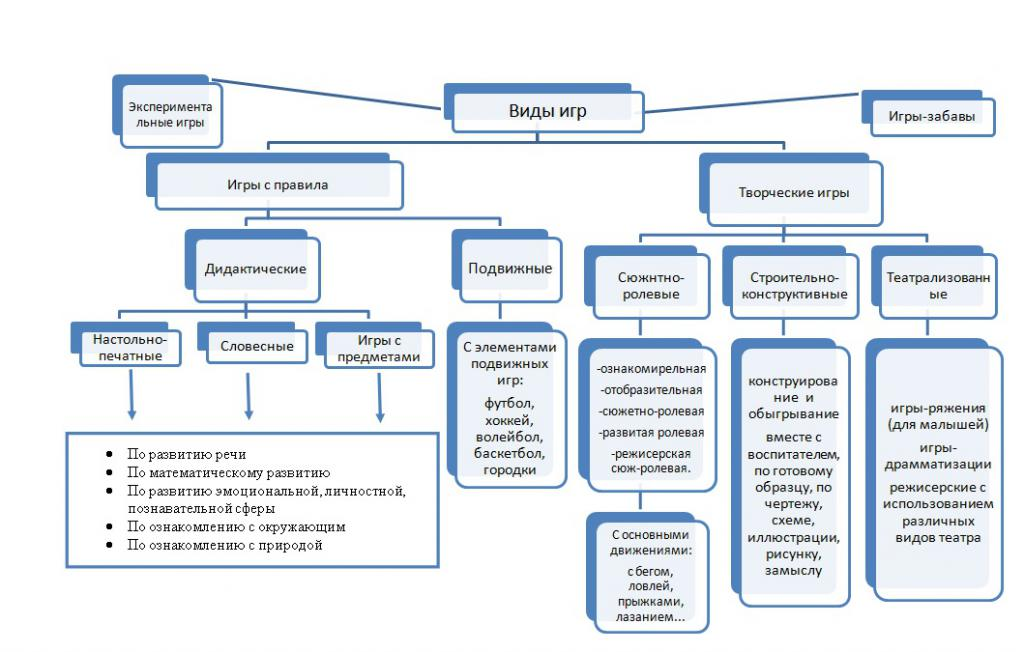 Виды игр
Эксперимента
льные игры
Игры-забавы
Игры с правила
Творческие игры
Дидактические
Подвижные
Сюжнтно-
ролевые
Строительно-
конструктивные
Театрализованн
ые
Настольно-
печатные
Словесные
Игры с
предметами
С элементами
подвижных
игр:
футбол,
хоккей,
волейбол,
баскетбол,
городки
-ознакомирельная
-отобразительная
-сюжетно-ролевая
-развитая ролевая
-режисерская
сюж-ролевая.
конструирова
ние и
обыгрывание
вместе с
воспитателем,
по готовому
образцу, по
чертежу,
схеме,
иллюстрации,
рисунку,
замыслу
игры-ряжения
(для малышей)
игры-
драмматизации
режисерские с
использованием
различных
видов театра
• По развитию речи
• По математическому развитию
• По развитию эмоциональной, личностной,
познавательной сферы
• По ознакомлению с окружающим
• По ознакомлению с природой
С основными
движениями:
с бегом,
ловлей,
прыжками,
лазанием...